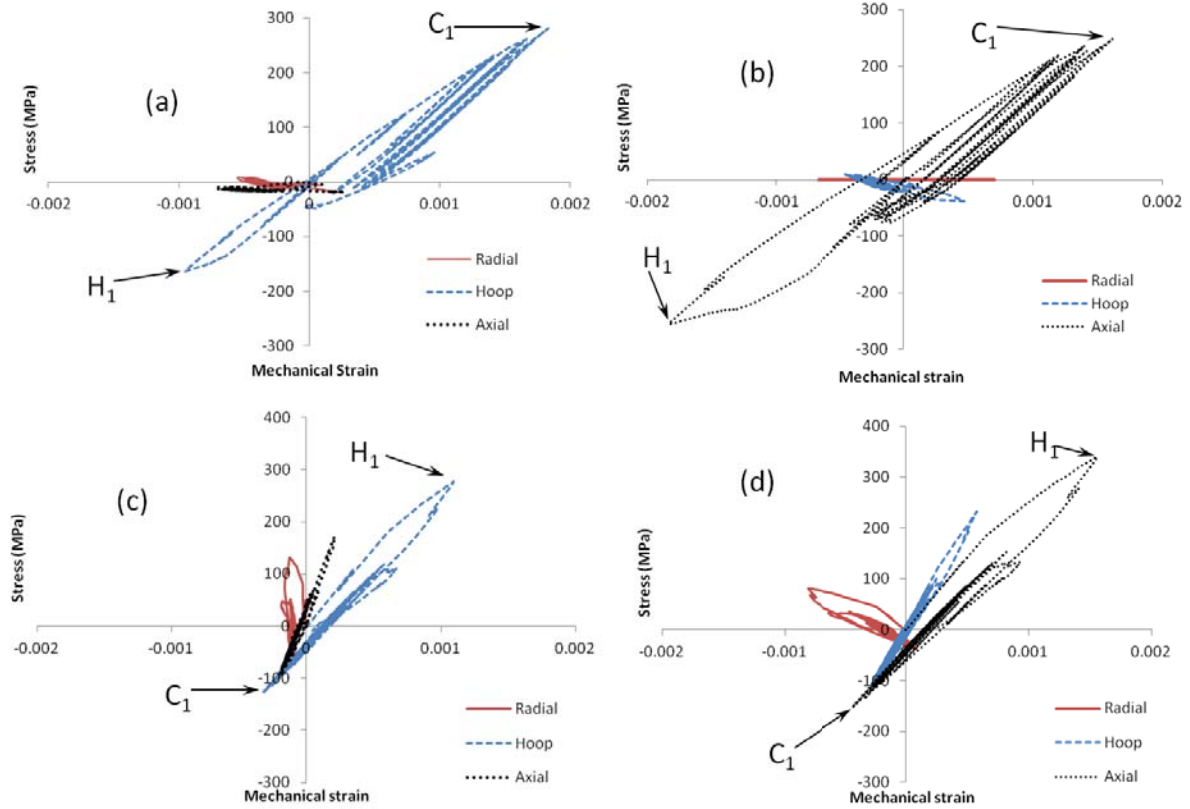 300
C1
200
(a)
100
Stress (MPa)
0
-0.002
-0.001
0
0.001
0.002
-100
H1
-200
-300
Radial
Hoop
Axial
Mechanical Strain
300
C1
200
(b)
100
Stress (MPa)
0
-0.002
-0.001
0
0.001
0.002
-100
H1
-200
-300
Radial
Hoop
Axial
Mechanical strain
400
H1
300
(c)
200
100
Stress (MPa)
0
-0.002
-0.001
0
0.001
0.002
-100
C1
-200
-300
Radial
Hoop
Axial
Mechanical strain
400
H1
300
(d)
200
100
Stress (MPa)
0
-0.002
-0.001
0
0.001
0.002
-100
C1
-200
-300
Radial
Hoop
Axial
Mechanical strain